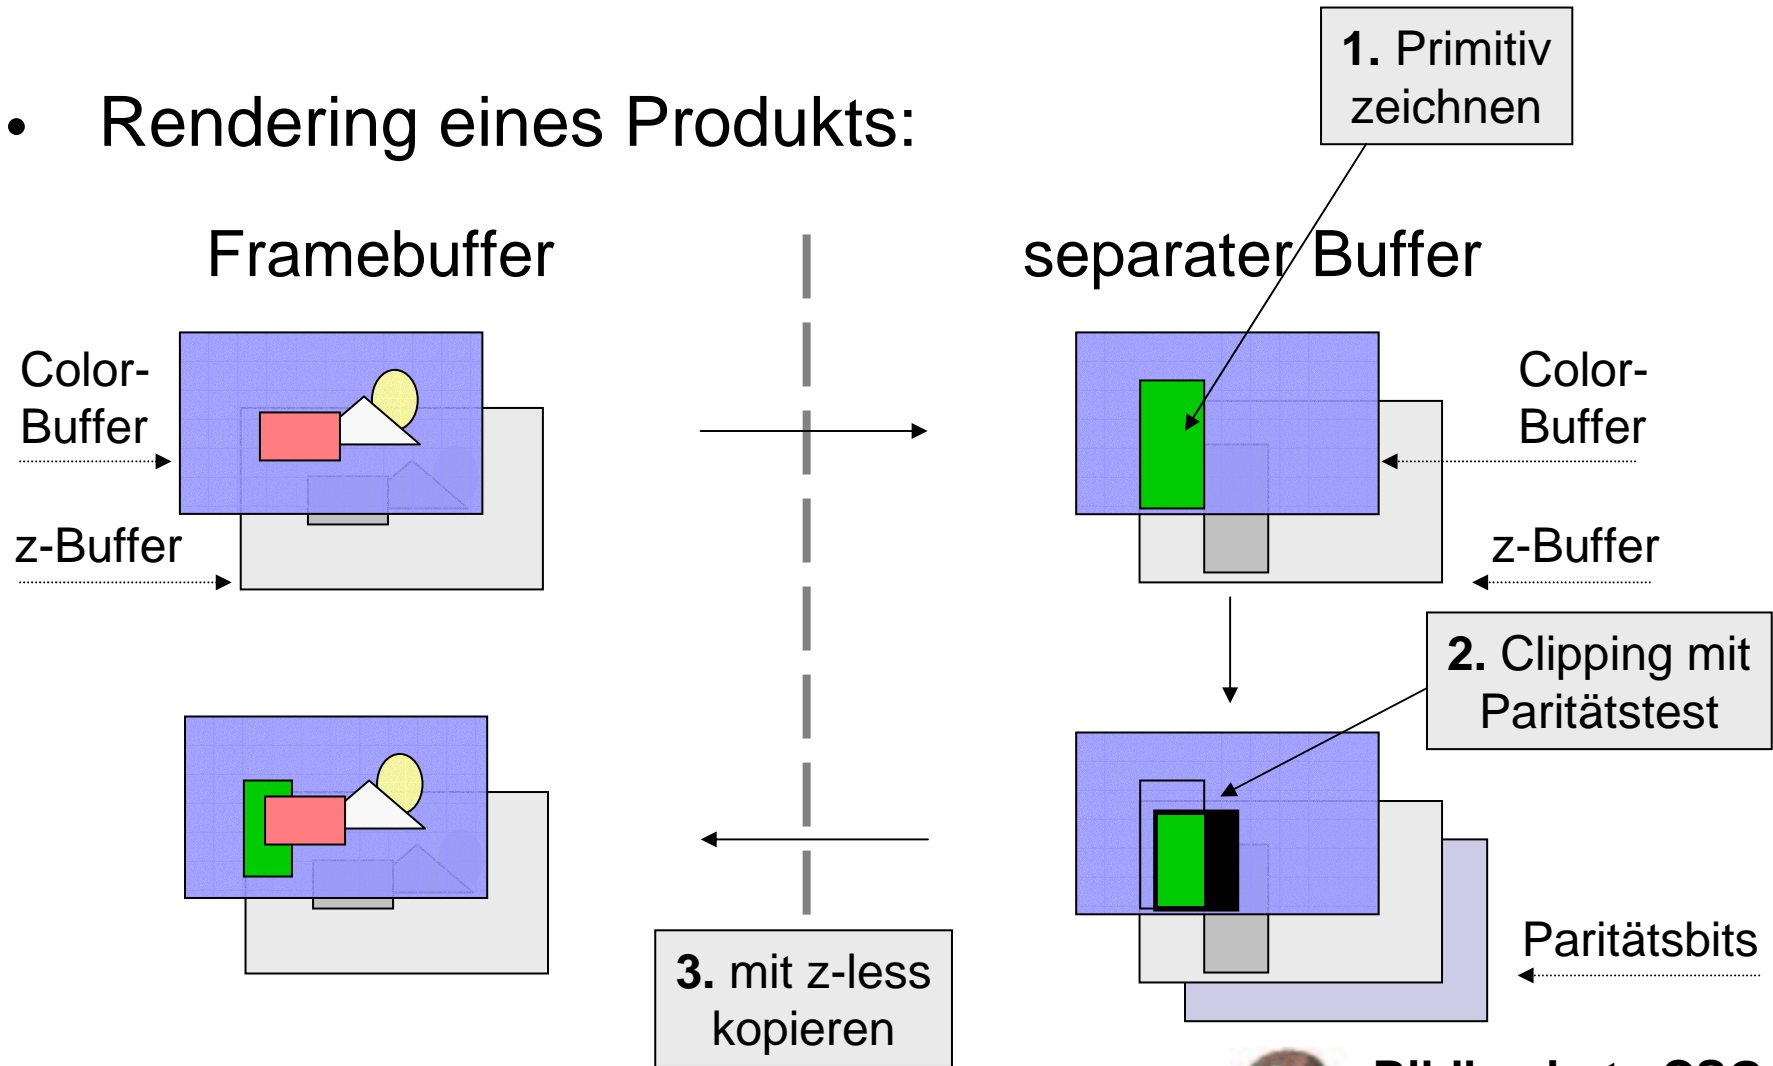 1. Primitiv
zeichnen
• Rendering eines Produkts:
Framebuffer
separater Buffer
Color-
Buffer
z-Buffer
Color-
Buffer
z-Buffer
2. Clipping mit
Paritätstest
Paritätsbits
3. mit z-less
kopieren